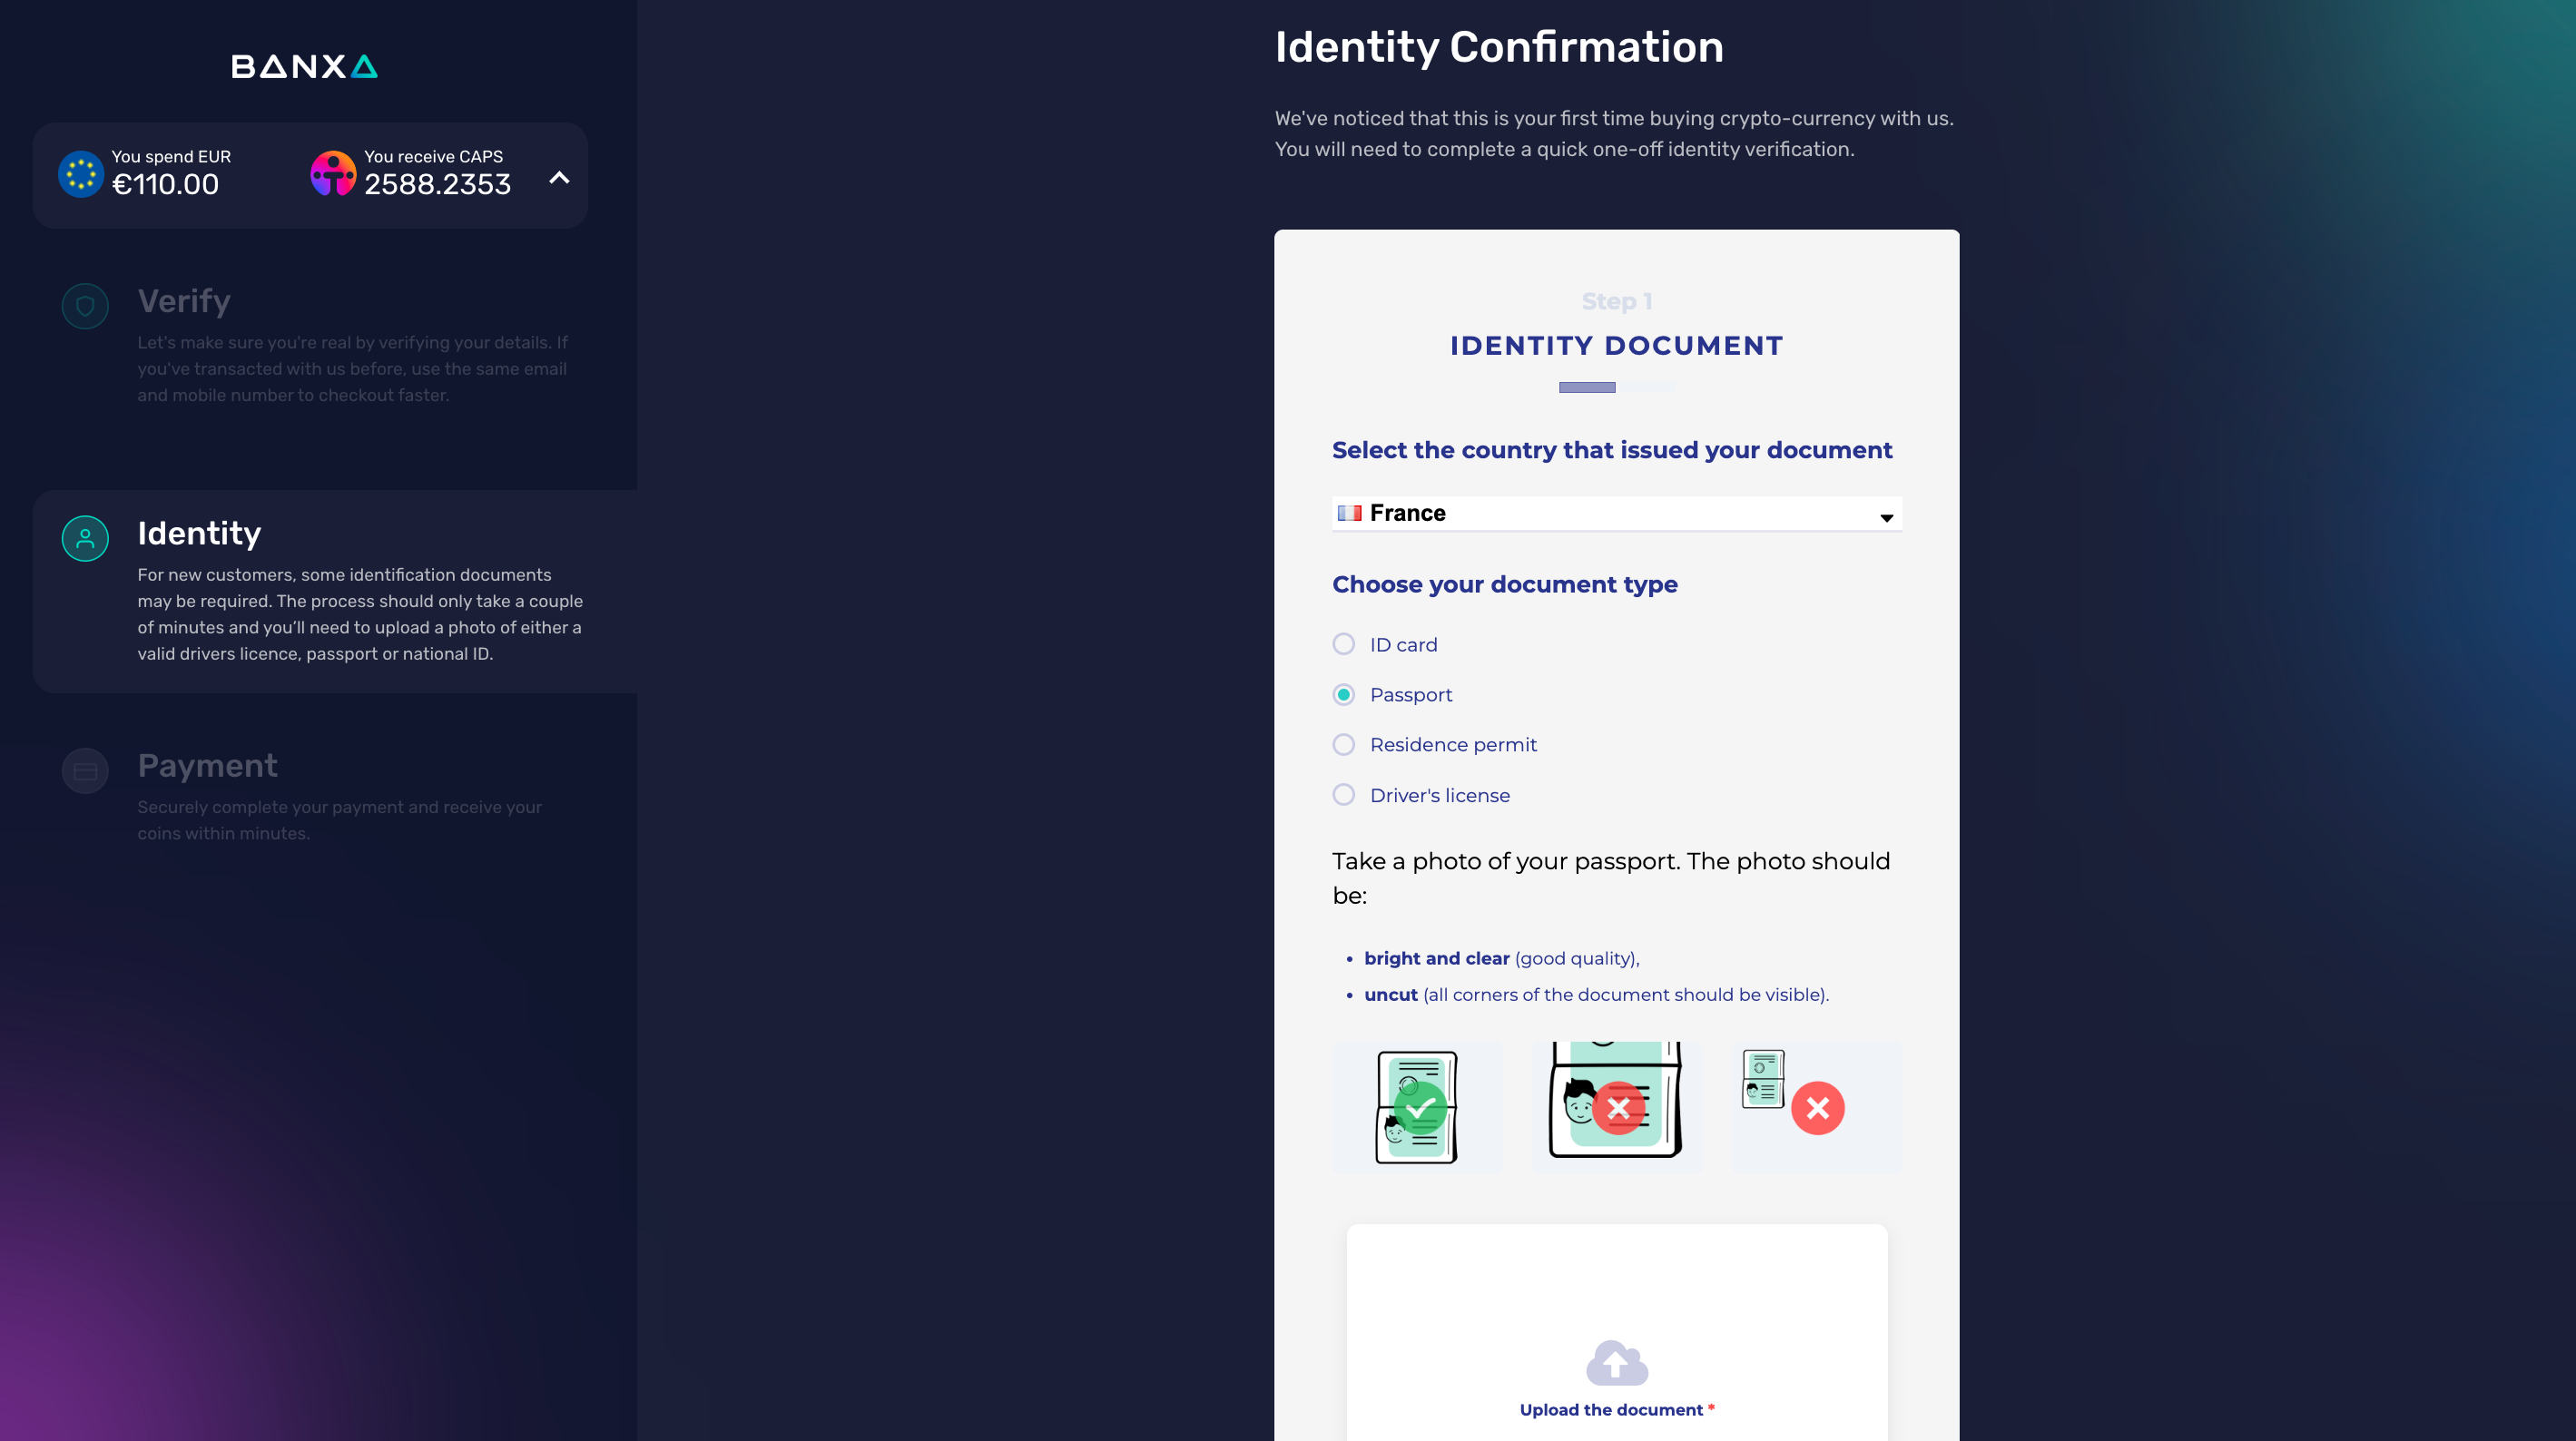 BANXA
You spend EUR
€110.00
You receive CAPS
2588.2353
Verify
Let's make sure you're real by verifying your details. If
you've transacted with us before, use the same email
and mobile number to checkout faster.
Identity
For new customers, some identification documents
may be required. The process should only take a couple
of minutes and you'll need to upload a photo of either a
valid drivers licence, passport or national ID.
Payment
Securely complete your payment and receive your
coins within minutes.
Identity Confirmation
We've noticed that this is your first time buying crypto-currency with us.
You will need to complete a quick one-off identity verification.
Step 1
IDENTITY DOCUMENT
Select the country that issued your document
France
Choose your document type
ID card
Passport
Residence permit
Driver's license
Take a photo of your passport. The photo should
be:
• bright and clear (good quality),
• uncut (all corners of the document should be visible).
Upload the document *